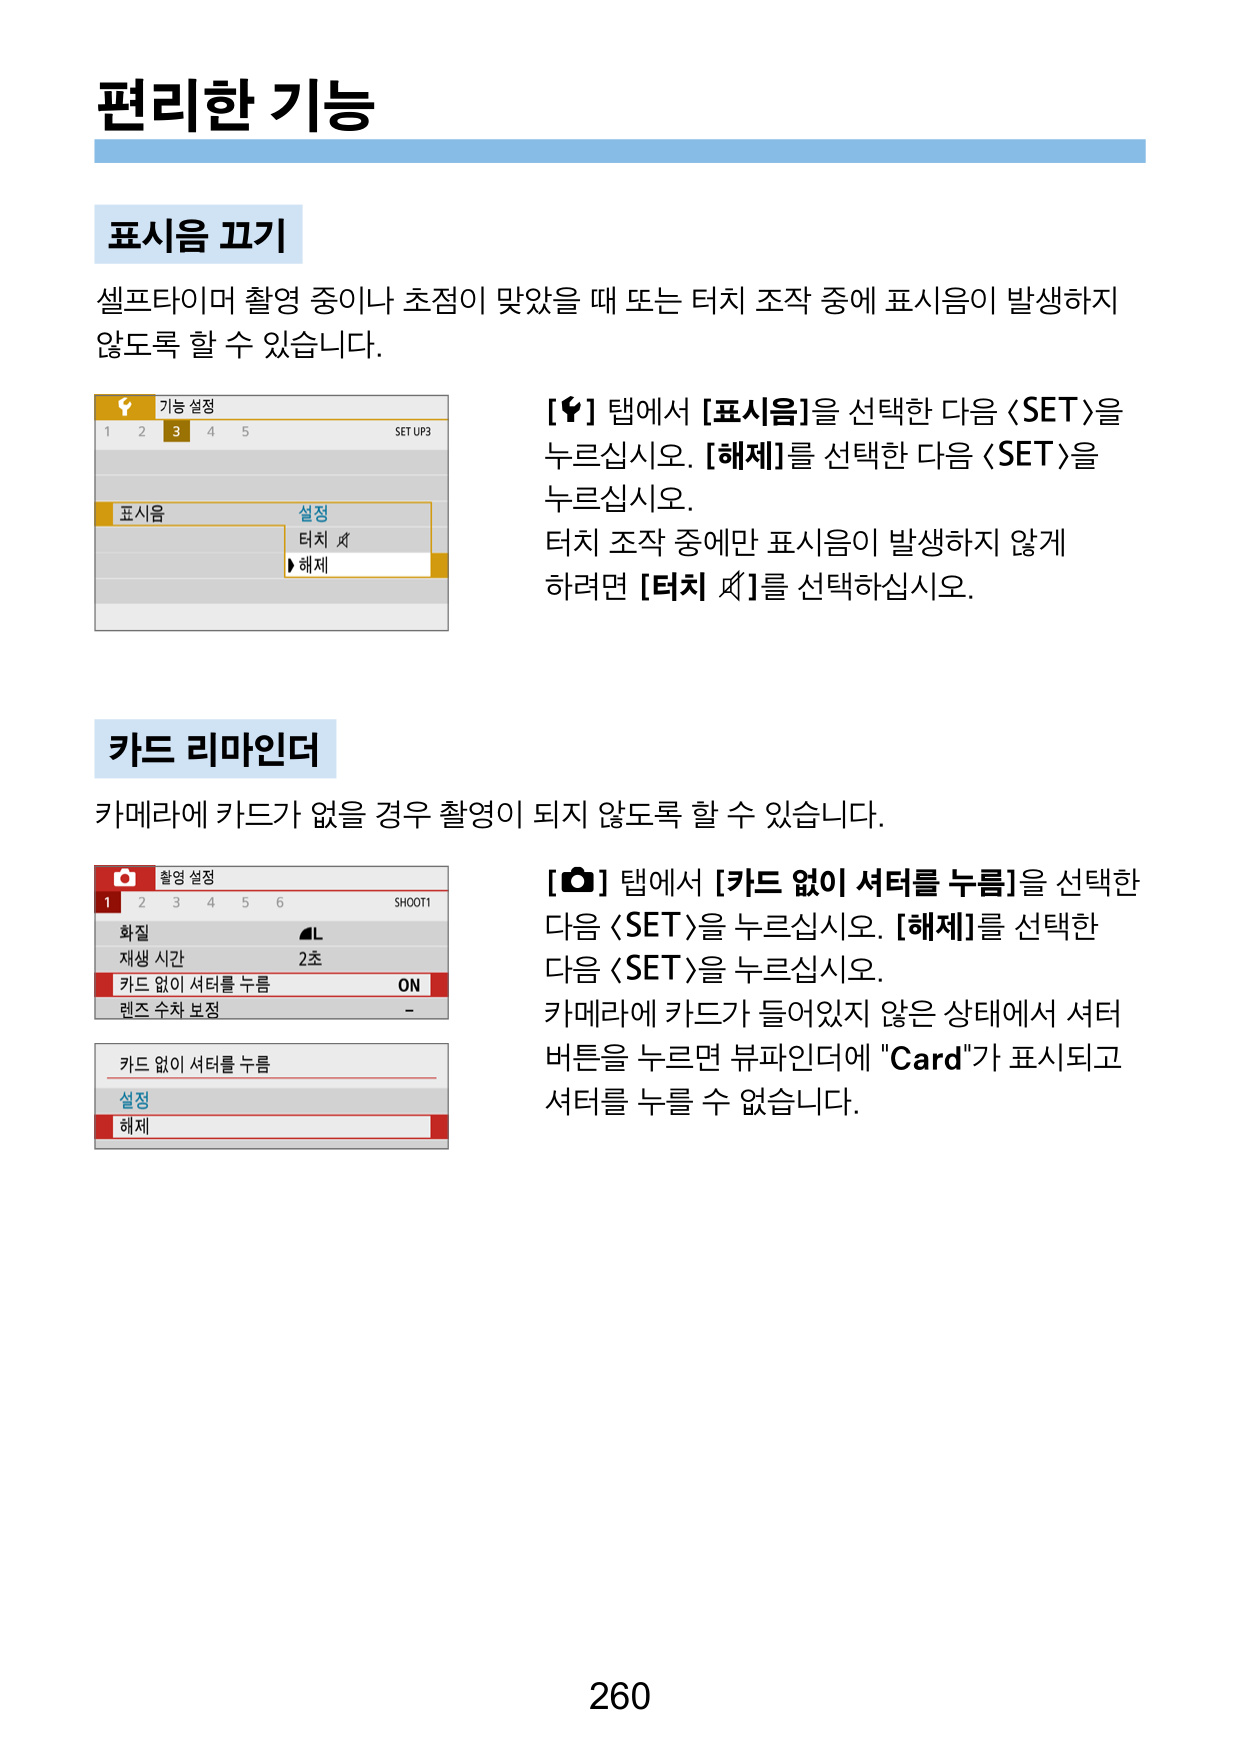 편리한 기능
표시음 끄기
셀프타이머 촬영 중이나 초점이 맞았을 때 또는 터치 조작 중에 표시음이 발생하지
않도록 할 수 있습니다.
기능 설정
1 2 3 4 5 SET UP3
표시음 설정
터치
해제
[ ] 탭에서 [표시음]을 선택한 다음 〈SET〉을
누르십시오. [해제]를 선택한 다음 〈SET〉을
누르십시오.
터치 조작 중에만 표시음이 발생하지 않게
하려면 [터치 ]를 선택하십시오.
카드 리마인더
카메라에 카드가 없을 경우 촬영이 되지 않도록 할 수 있습니다.
촬영 설정
1 2 3 4 5 6 SHOOT1
화질 L
재생 시간 2초
카드 없이 셔터를 누름 ON
렌즈 수차 보정 –
카드 없이 셔터를 누름
설정
해제
[ ] 탭에서 [카드 없이 셔터를 누름]을 선택한
다음 〈SET〉을 누르십시오. [해제]를 선택한
다음 〈SET〉을 누르십시오.
카메라에 카드가 들어있지 않은 상태에서 셔터
버튼을 누르면 뷰파인더에 "Card"가 표시되고
셔터를 누를 수 없습니다.
260